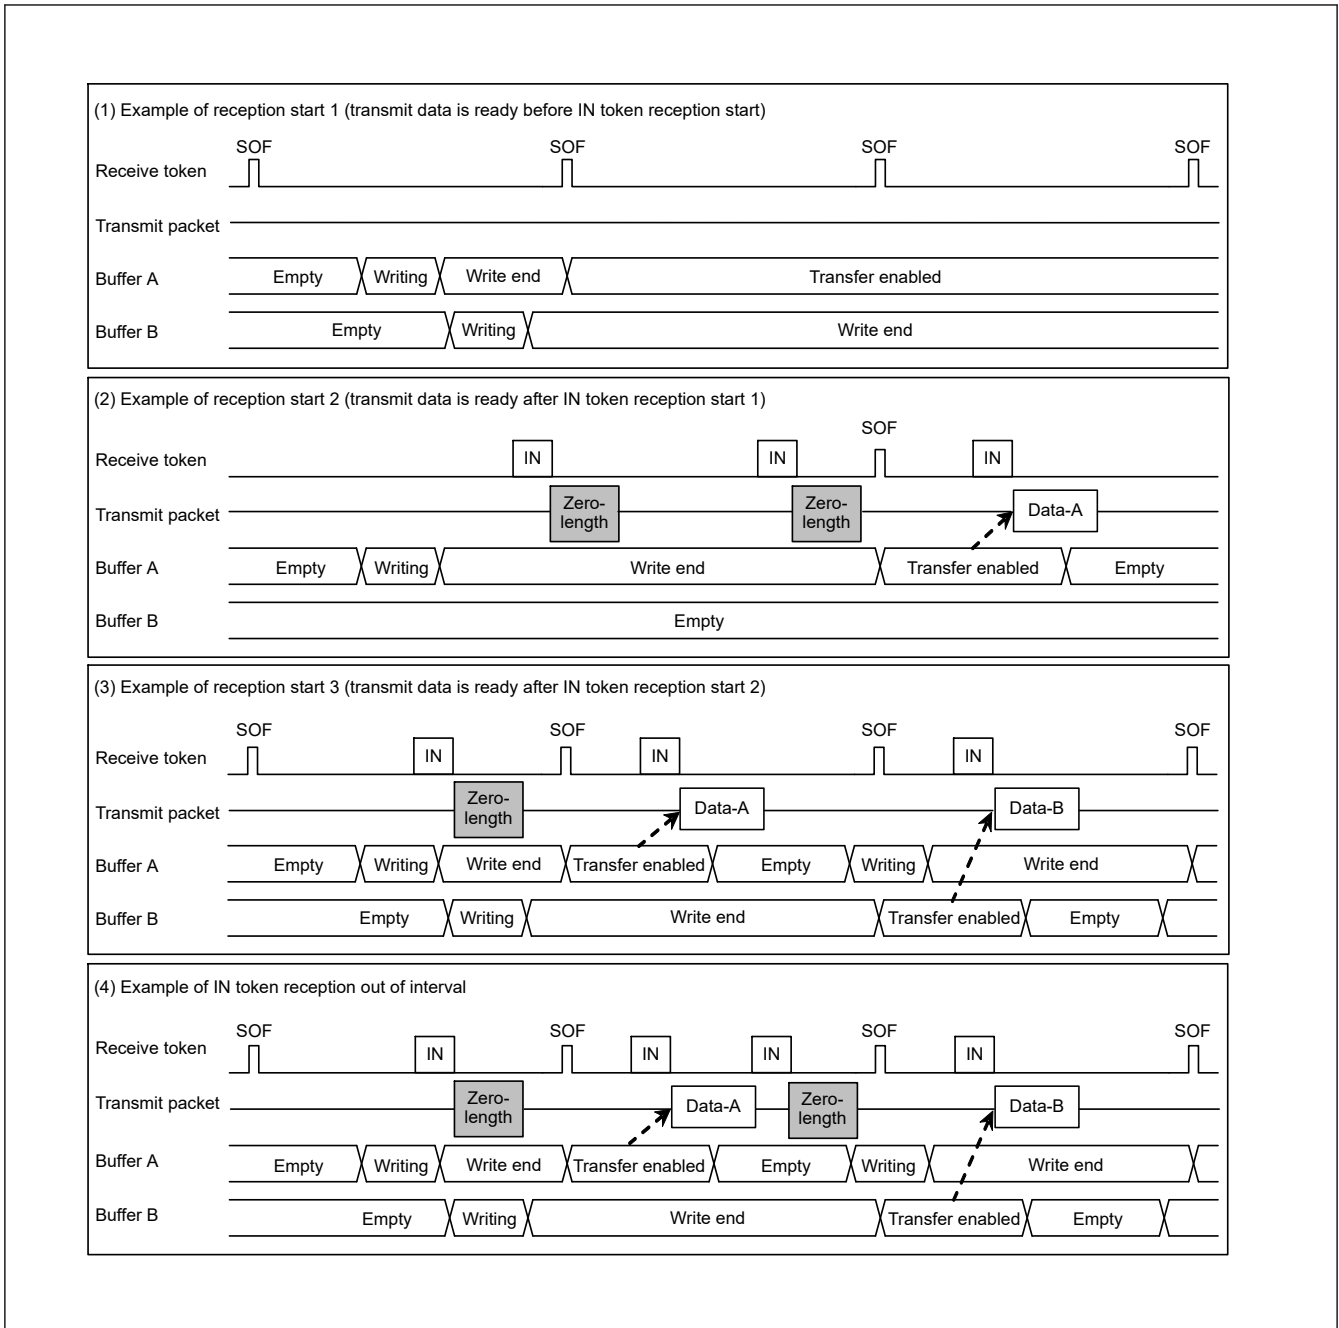 (1) Example of reception start 1 (transmit data is ready before IN token reception start)
SOF SOF SOF SOF
Receive token
Transmit packet
Buffer A Empty Writing Write end Transfer enabled
Buffer B Empty Writing Write end
(2) Example of reception start 2 (transmit data is ready after IN token reception start 1)
SOF
Receive token IN IN IN
Transmit packet Zero-length Zero-length Data-A
Buffer A Empty Writing Write end Transfer enabled Empty
Buffer B Empty
(3) Example of reception start 3 (transmit data is ready after IN token reception start 2)
SOF SOF SOF SOF
Receive token IN IN IN
Transmit packet Zero-length Data-A Data-B
Buffer A Empty Writing Write end Transfer enabled Empty Writing Write end
Buffer B Empty Writing Write end Transfer enabled Empty
(4) Example of IN token reception out of interval
SOF SOF SOF SOF
Receive token IN IN IN IN
Transmit packet Zero-length Data-A Zero-length Data-B
Buffer A Empty Writing Write end Transfer enabled Empty Writing Write end
Buffer B Empty Writing Write end Transfer enabled Empty